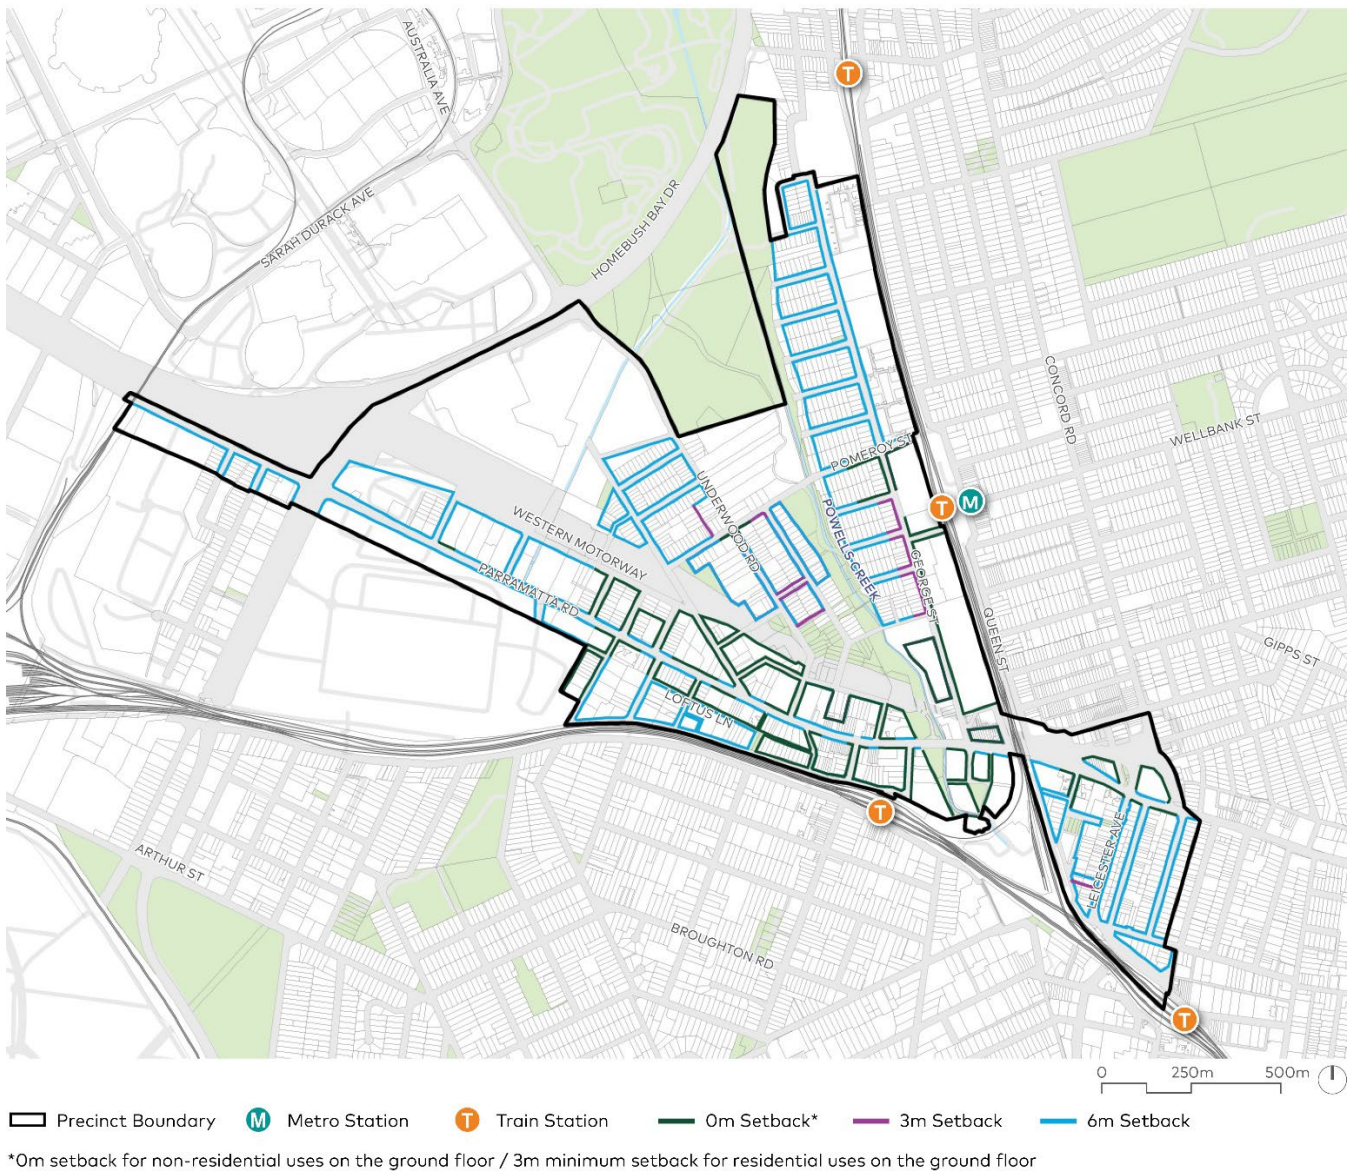 AUSTRALIA AVE
T
SARAH DURACK AVE
HOMEBUSH BAY DR
CONCORD RD
WELLBANK ST
POMEROY ST
UNDERWOOD RD
T
M
POWELLS CREEK
WESTERN MOTORWAY
PARRAMATTA RD
GEORGE ST
QUEEN ST
GIPPS ST
LOFTUS LN
T
LEICESTER AVE
ARTHUR ST
BROUGHTON RD
T
0 250m 500m
Precinct Boundary M Metro Station T Train Station 0m Setback* 3m Setback 6m Setback
*0m setback for non-residential uses on the ground floor / 3m minimum setback for residential uses on the ground floor